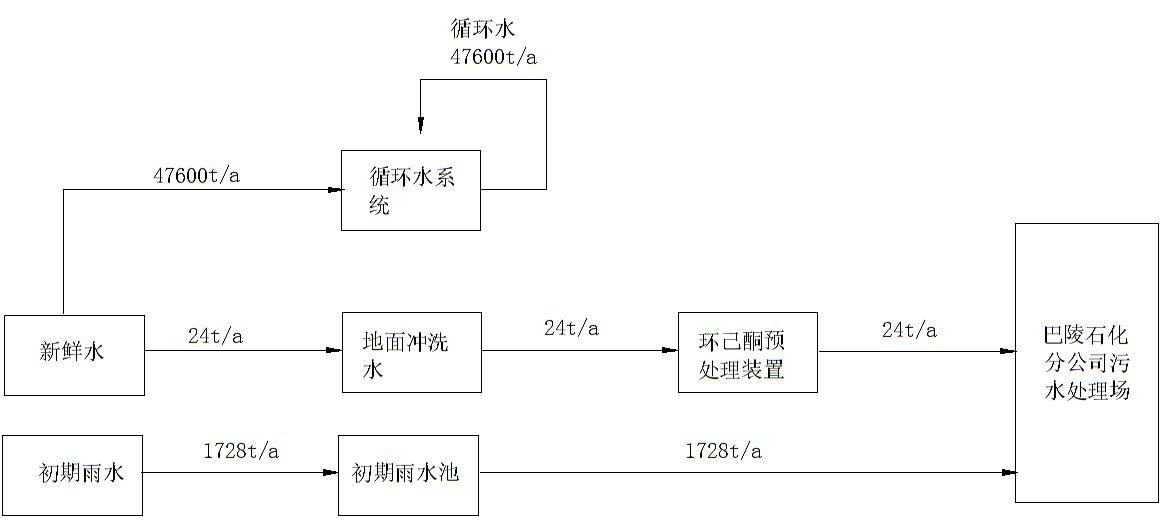 循环水
47600t/a
47600t/a
循环水系
统
新鲜水
24t/a
地面冲洗
水
24t/a
环己酮预
处理装置
24t/a
巴陵石化
分公司污
水处理场
初期雨水
1728t/a
初期雨水池
1728t/a